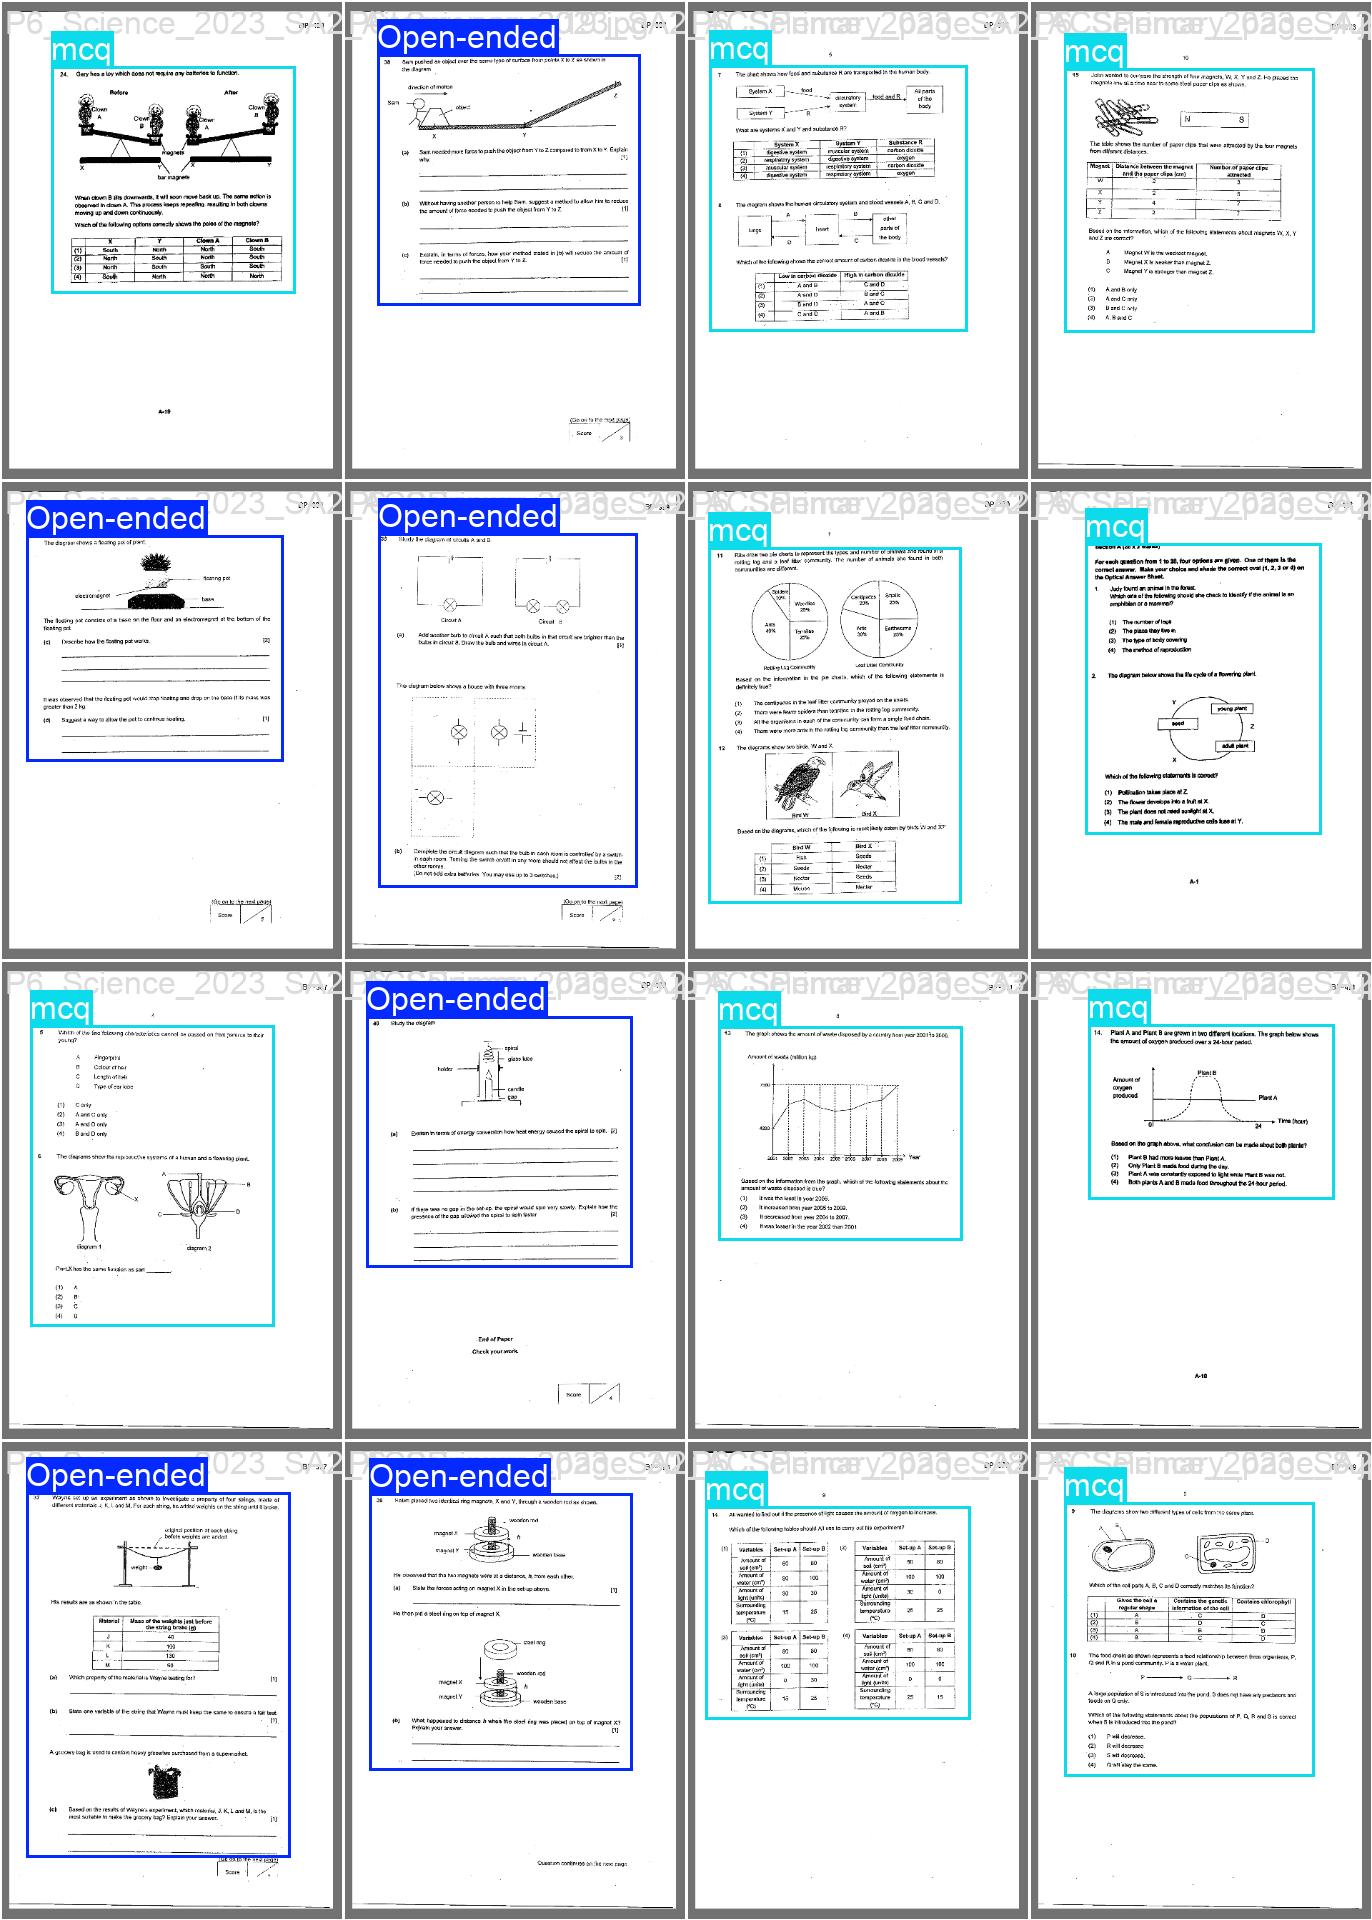 mcq
24. Gary has a toy which does not require any batteries to function.
Before After
Clown A Clown B Clown A Clown B
magnets
X Y X Y
bar magnets
When clown B tilts downwards, it will soon move back up. The same action is
observed in clown A. This process keeps repeating, resulting in both clowns
moving up and down continuously.
Which of the following options correctly shows the poles of the magnets?
X Y Clown A Clown B
(1) South North North South
(2) North South North South
(3) North South South South
(4) South North North North
A-19
Open-ended
Sam pushed an object over the same type of surface from points X to Z as shown in
the diagram.
direction of motion
Sam
object
X Y Z
(a) Sam needed more force to push the object from Y to Z compared to from X to Y. Explain
why. [1]
(b) Without having another person to help Sam, suggest a method to allow him to reduce
the amount of force needed to push the object from Y to Z. [1]
(c) Explain, in terms of forces, how your method stated in (b) will reduce the amount of
force needed to push the object from Y to Z. [1]
(Go on to the next page)
Score
mcq
7 The chart shows how food and substance R are transported in the human body.
System X food circulatory system food and R All parts of the body
System Y R
What are systems X and Y and substance R?
System X System Y Substance R
(1) digestive system muscular system carbon dioxide
(2) respiratory system digestive system oxygen
(3) muscular system respiratory system carbon dioxide
(4) digestive system respiratory system oxygen
8 The diagram shows the human circulatory system and blood vessels A, B, C and D.
lungs A heart B other parts of the body
D C
Which of the following shows the correct amount of carbon dioxide in the blood vessels?
Low in carbon dioxide High in carbon dioxide
(1) A and B C and D
(2) A and D B and C
(3) B and D A and C
(4) C and D A and B
mcq
10
John wanted to compare the strength of four magnets, W, X, Y and Z. He placed the
magnets one at a time near to some steel paper clips as shown.
N S
The table shows the number of paper clips that were attracted by the four magnets
from different distances.
Magnet Distance between the magnet and the paper clips (cm) Number of paper clips attracted
W 2 3
X 2 5
Y 4 7
Z 2 7
Based on the information, which of the following statements about magnets W, X, Y
and Z are correct?
A Magnet W is the weakest magnet.
B Magnet X is weaker than magnet Z.
C Magnet Y is stronger than magnet Z.
(1) A and B only
(2) A and C only
(3) B and C only
(4) A, B and C
Open-ended
The diagram shows a floating pot of plant.
floating pot
electromagnet
base
The floating pot consists of a base on the floor and an electromagnet at the bottom of the
floating pot.
(c) Describe how the floating pot works. [2]
It was observed that the floating pot would stop floating and drop on the base if its mass was
greater than 2 kg.
(d) Suggest a way to allow the pot to continue floating. [1]
(Go on to the next page)
Score
Open-ended
Study the diagram of circuits A and B.
Circuit A Circuit B
(a) Add another bulb to circuit A such that both bulbs in that circuit are brighter than the
bulbs in circuit B. Draw the bulb and wires in circuit A.
The diagram below shows a house with three rooms.
(b) Complete the circuit diagram such that the bulb in each room is controlled by a switch
in each room. Turning the switch on/off in any room should not affect the bulbs in the
other rooms.
(Do not add extra batteries. You may use up to 3 switches.) [2]
(Go on to the next page)
Score
mcq
7
11 Rita drew two pie charts to represent the types and number of animals found in a
rotting log and a leaf litter community. The number of animals she found in both
communities are different.
Spiders 10% Woodlice 25% Ants 40% Termites 25%
Centipedes 20% Snails 25% Ants 30% Earthworms 25%
Rotting Log Community Leaf Litter Community
Based on the information in the pie charts, which of the following statements is
definitely true?
(1) The centipedes in the leaf litter community preyed on the snails.
(2) There were fewer spiders than termites in the rotting log community.
(3) All the organisms in each of the community can form a single food chain.
(4) There were more ants in the rotting log community than the leaf litter community.
12 The diagrams show two birds, W and X.
Bird W Bird X
Based on the diagrams, which of the following is most likely eaten by birds W and X?
Bird W Bird X
(1) Fish Seeds
(2) Seeds Nectar
(3) Nectar Seeds
(4) Mouse Nectar
mcq
For each question from 1 to 28, four options are given. One of them is the
correct answer. Make your choice and shade the correct oval (1, 2, 3 or 4) on
the Optical Answer Sheet.
1. Judy found an animal in the forest.
Which one of the following should she check to identify if the animal is an
amphibian or a mammal?
(1) The number of legs
(2) The place they live in
(3) The type of body covering
(4) The method of reproduction
2. The diagram below shows the life cycle of a flowering plant.
Y young plant
seed Z
adult plant
X
Which of the following statements is correct?
(1) Pollination takes place at Z.
(2) The flower develops into a fruit at X.
(3) The plant does not need sunlight at X.
(4) The male and female reproductive cells fuse at Y.
A-1
mcq
4
5 Which of the following characteristics cannot be passed on from parents to their
young?
A Fingerprint
B Colour of hair
C Length of hair
D Type of ear lobe
(1) C only
(2) A and C only
(3) A and D only
(4) B and D only
6 The diagrams show the reproductive systems of a human and a flowering plant.
X A B C D
diagram 1 diagram 2
Part X has the same function as part
(1) A
(2) B
(3) C
(4) D
Open-ended
40 Study the diagram
spiral
glass tube
holder
candle
gap
(a) Explain in terms of energy conversion how heat energy caused the spiral to spin. [2]
(b) If there was no gap in the set-up, the spiral would spin very slowly. Explain how the
presence of the gap allowed the spiral to spin faster. [2]
End of Paper
Check your work.
Score 4
mcq
8
13 The graph shows the amount of waste disposed by a country from year 2001 to 2009.
Amount of waste (million kg)
2001 2002 2003 2004 2005 2006 2007 2008 2009 Year
Based on the information from the graph, which of the following statements about the
amount of waste disposed is true?
(1) It was the least in year 2005.
(2) It increased from year 2005 to 2009.
(3) It decreased from year 2004 to 2007.
(4) It was lesser in the year 2002 than 2001.
mcq
14. Plant A and Plant B are grown in two different locations. The graph below shows
the amount of oxygen produced over a 24-hour period.
Amount of oxygen produced
Plant B
Plant A
0 24 Time (hour)
Based on the graph above, what conclusion can be made about both plants?
(1) Plant B had more leaves than Plant A.
(2) Only Plant B made food during the day.
(3) Plant A was constantly exposed to light while Plant B was not.
(4) Both plants A and B made food throughout the 24-hour period.
A-10
Open-ended
Wayne set up an experiment as shown to investigate a property of four strings, made of
different materials J, K, L and M. For each string, he added weights on the string until it broke.
original position of each string
before weights are added
weight
His results are as shown in the table.
Material Mass of the weights just before the string broke (g)
J 40
K 100
L 130
M 60
(a) Which property of the material is Wayne testing for? [1]
(b) State one variable of the string that Wayne must keep the same to ensure a fair test.
[1]
A grocery bag is used to contain heavy groceries purchased from a supermarket.
(c) Based on the results of Wayne's experiment, which material, J, K, L and M, is the
most suitable to make the grocery bag? Explain your answer. [1]
(Go on to the next page)
Score
Open-ended
placed two identical ring magnets, X and Y, through a wooden rod as shown.
wooden rod
magnet X
h
magnet Y
wooden base
He observed that the two magnets were at a distance, h, from each other.
(a) State the forces acting on magnet X in the set-up above. [1]
He then put a steel ring on top of magnet X.
steel ring
wooden rod
magnet X
h
magnet Y
wooden base
(b) What happened to distance h when the steel ring was placed on top of magnet X?
Explain your answer. [1]
Question continues on the next page.
mcq
9
14 Ali wanted to find out if the presence of light causes the amount of oxygen to increase.
Which of the following tables should Ali use to carry out his experiment?
(1) Variables Set-up A Set-up B (2) Variables Set-up A Set-up B
Amount of soil (cm³) 60 80 Amount of soil (cm³) 80 80
Amount of water (cm³) 80 100 Amount of water (cm³) 100 100
Amount of light (units) 30 30 Amount of light (units) 30 0
Surrounding temperature (°C) 15 25 Surrounding temperature (°C) 25 25
(3) Variables Set-up A Set-up B (4) Variables Set-up A Set-up B
Amount of soil (cm³) 80 80 Amount of soil (cm³) 80 80
Amount of water (cm³) 100 100 Amount of water (cm³) 100 100
Amount of light (units) 0 30 Amount of light (units) 0 0
Surrounding temperature (°C) 15 25 Surrounding temperature (°C) 25 15
mcq
9 The diagrams show two different types of cells from the same plant.
A B C D
Which of the cell parts A, B, C and D correctly matches its function?
Gives the cell a regular shape Contains the genetic information of the cell Contains chlorophyll
(1) A C D
(2) B D C
(3) A B C
(4) B C D
10 The food chain as shown represents a food relationship between three organisms, P,
Q and R in a pond community. P is a water plant.
P Q R
A large population of S is introduced into the pond. S does not have any predators and
feeds on Q only.
Which of the following statements about the populations of P, Q, R and S is correct
when S is introduced into the pond?
(1) P will decrease.
(2) R will decrease.
(3) S will decrease.
(4) Q will stay the same.